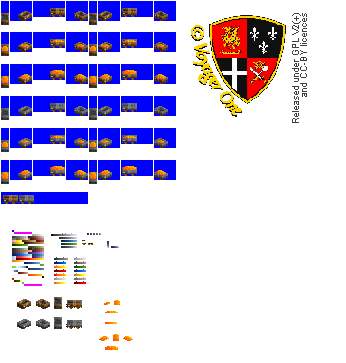 © Voyager One
Released under GPL v2(+)
and CC-BY licences